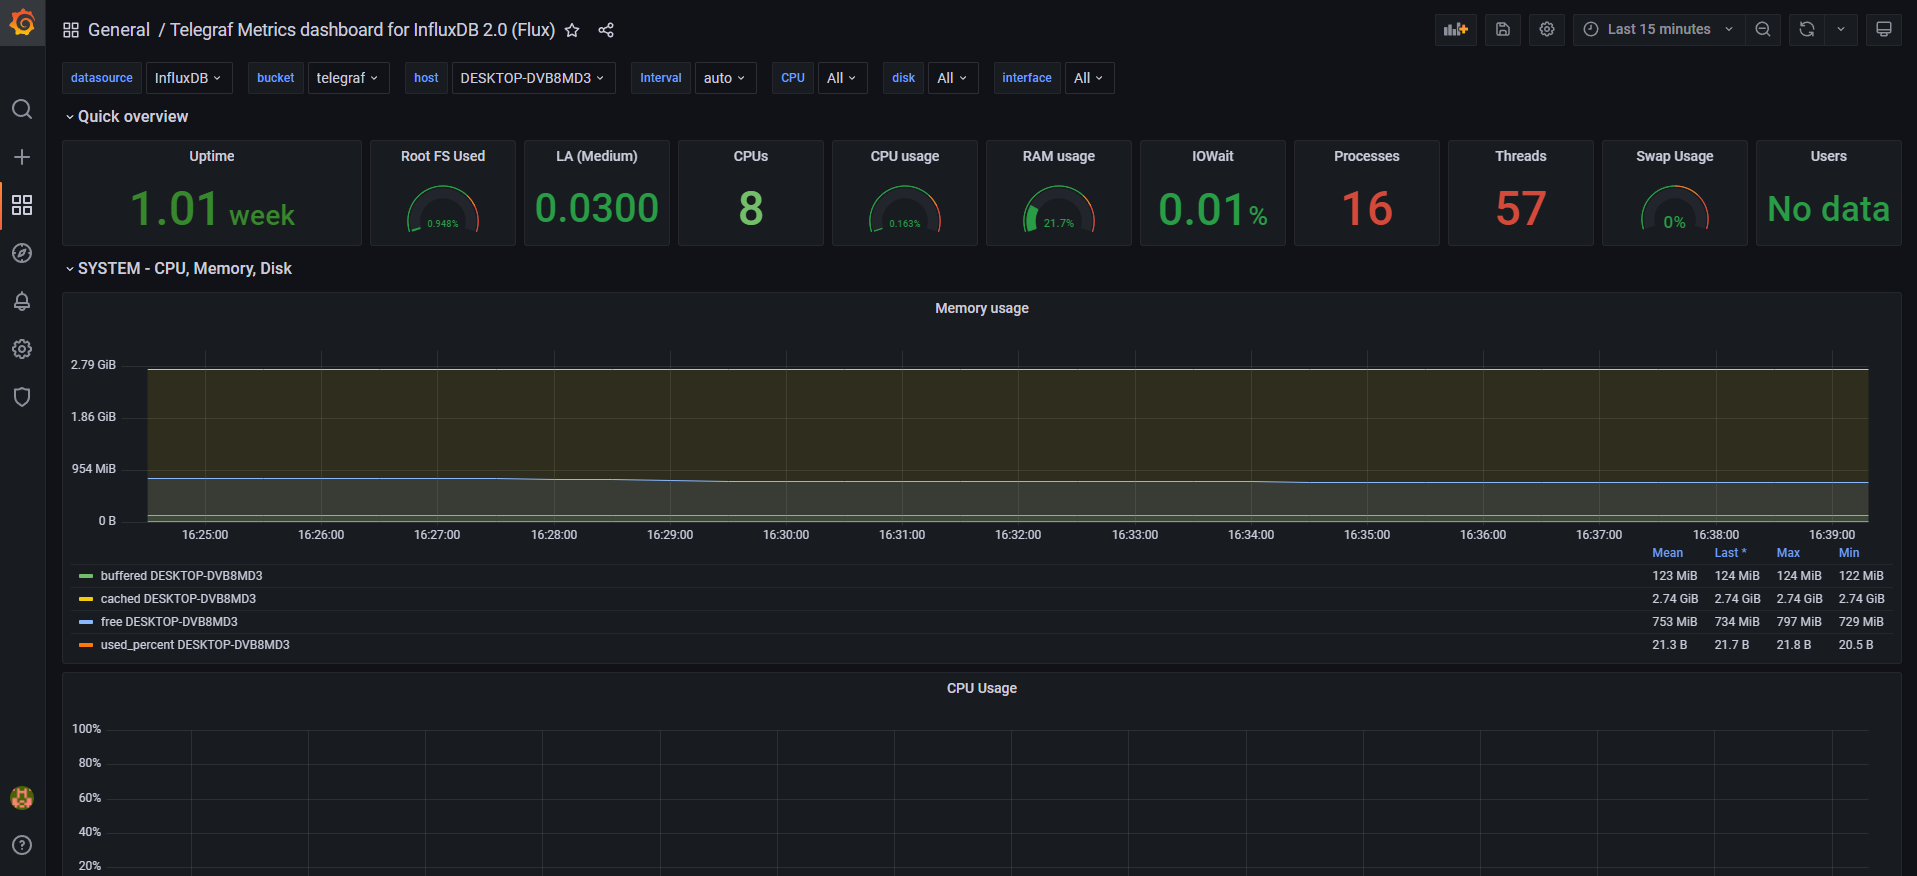 General / Telegraf Metrics dashboard for InfluxDB 2.0 (Flux)
Last 15 minutes
datasource InfluxDB bucket telegraf host DESKTOP-DVB8MD3 Interval auto CPU All disk All interface All
Quick overview
Uptime
1.01 week
Root FS Used
0.948%
LA (Medium)
0.0300
CPUs
8
CPU usage
0.163%
RAM usage
21.7%
IOWait
0.01%
Processes
16
Threads
57
Swap Usage
0%
Users
No data
SYSTEM - CPU, Memory, Disk
Memory usage
2.79 GiB
1.86 GiB
954 MiB
0 B
16:25:00 16:26:00 16:27:00 16:28:00 16:29:00 16:30:00 16:31:00 16:32:00 16:33:00 16:34:00 16:35:00 16:36:00 16:37:00 16:38:00 16:39:00
Mean Last * Max Min
buffered DESKTOP-DVB8MD3 123 MiB 124 MiB 124 MiB 122 MiB
cached DESKTOP-DVB8MD3 2.74 GiB 2.74 GiB 2.74 GiB 2.74 GiB
free DESKTOP-DVB8MD3 753 MiB 734 MiB 797 MiB 729 MiB
used_percent DESKTOP-DVB8MD3 21.3 B 21.7 B 21.8 B 20.5 B
CPU Usage
100%
80%
60%
40%
20%